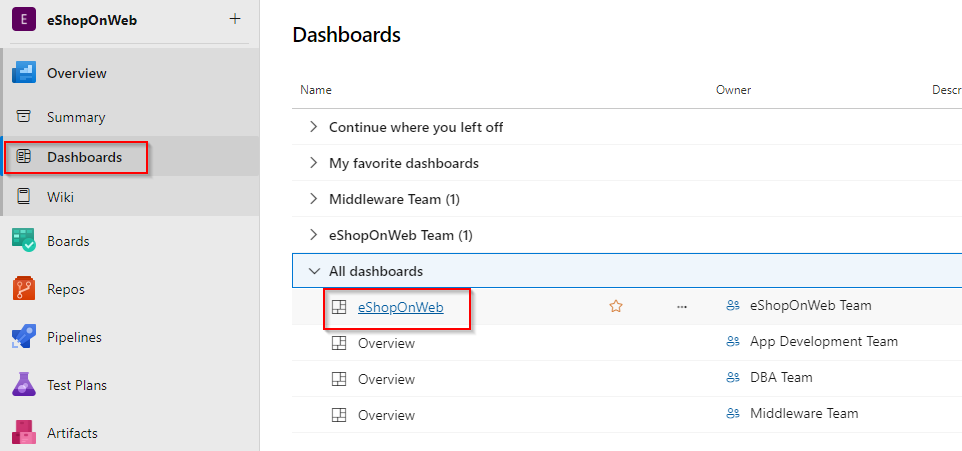 E eShopOnWeb +
Overview
Summary
Dashboards
Wiki
Boards
Repos
Pipelines
Test Plans
Artifacts
Dashboards
Name Owner Descr
Continue where you left off
My favorite dashboards
Middleware Team (1)
eShopOnWeb Team (1)
All dashboards
eShopOnWeb ... eShopOnWeb Team
Overview App Development Team
Overview DBA Team
Overview Middleware Team